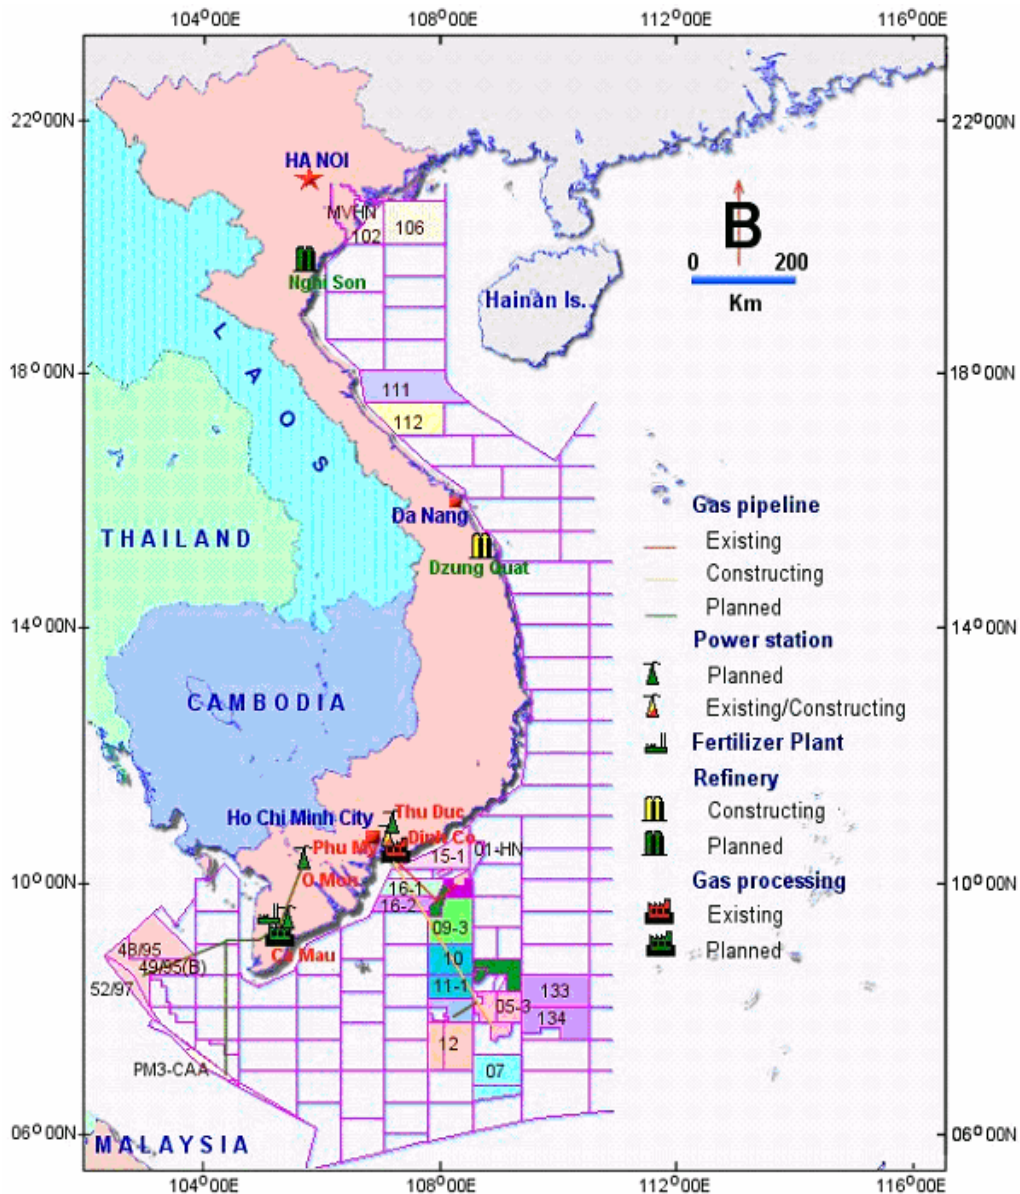 104°00E 108°00E 112°00E 116°00E
22°00N 22°00N
HA NOI
MVHN
102 106
B
0 200
Km
Nghi Son
Hainan Is.
LAOS
18°00N 18°00N
111
112
Gas pipeline
Existing
Constructing
Planned
Da Nang
THAILAND
Dzung Quat
14°00N 14°00N
Power station
Planned
Existing/Constructing
Fertilizer Plant
Refinery
Constructing
Planned
Gas processing
Existing
Planned
CAMBODIA
Ho Chi Minh City Thu Duc
Phu My Dinh Co
15-1 01-HN
10°00N 10°00N
O Mon 16-1
16-2
09-3
Ca Mau
48/95
49/95(B)
52/97
10
11-1
05-3 133
134
12
07
PM3-CAA
06°00N 06°00N
MALAYSIA
104°00E 108°00E 112°00E 116°00E